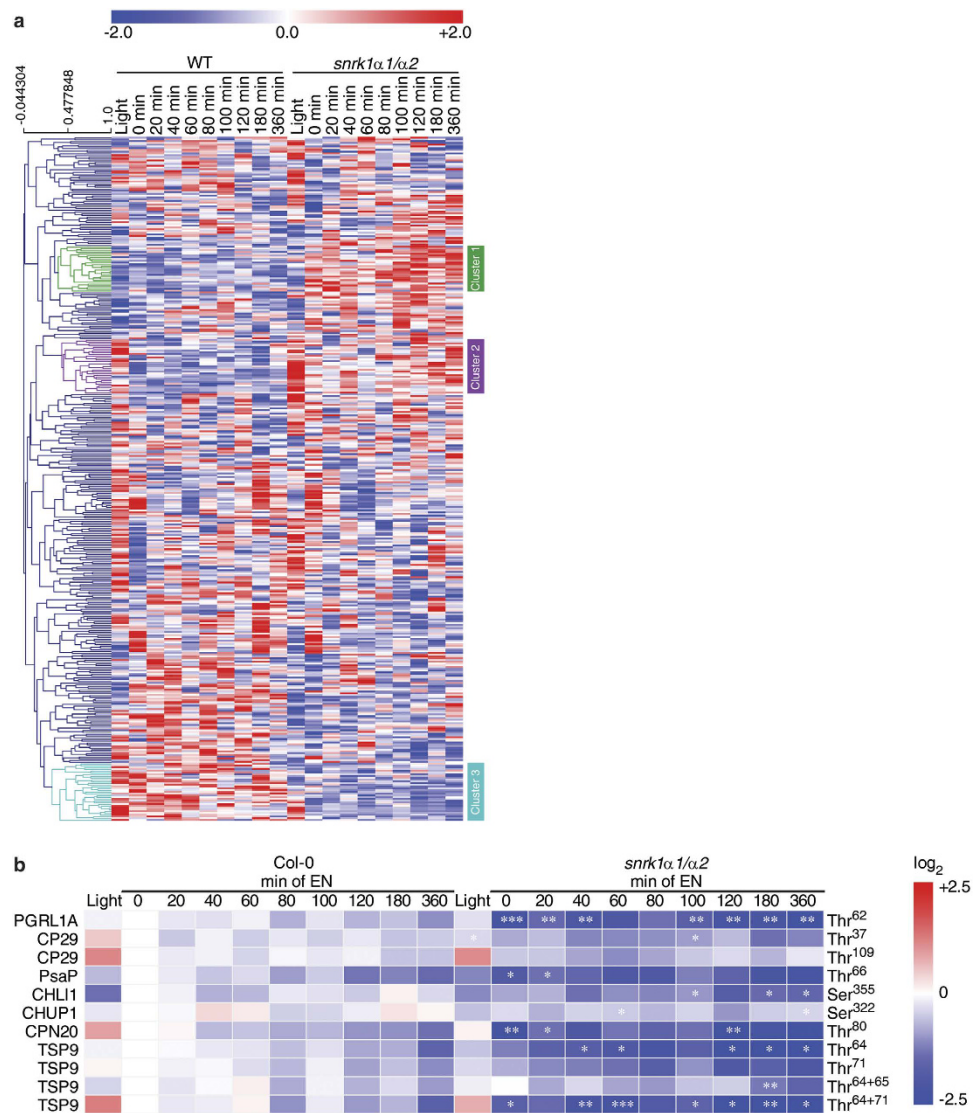 a
-2.0 0.0 +2.0
-0.044304
0.477848
1.0
WT snrk1α1/α2
Light 0 min 20 min 40 min 60 min 80 min 100 min 120 min 180 min 360 min Light 0 min 20 min 40 min 60 min 80 min 100 min 120 min 180 min 360 min
Cluster 1
Cluster 2
Cluster 3
b
Col-0 snrk1α1/α2 log2
min of EN min of EN
Light 0 20 40 60 80 100 120 180 360 Light 0 20 40 60 80 100 120 180 360
+2.5
PGRL1A *** ** ** ** ** ** ** Thr62
CP29 * * Thr37
CP29 Thr109
PsaP * * Thr66
0
CHLI1 * * * Ser355
CHUP1 * * Ser322
CPN20 ** * ** Thr80
TSP9 * * * * * Thr64
TSP9 Thr71
TSP9 ** Thr64+65
TSP9 * ** *** * * ** * Thr64+71
-2.5